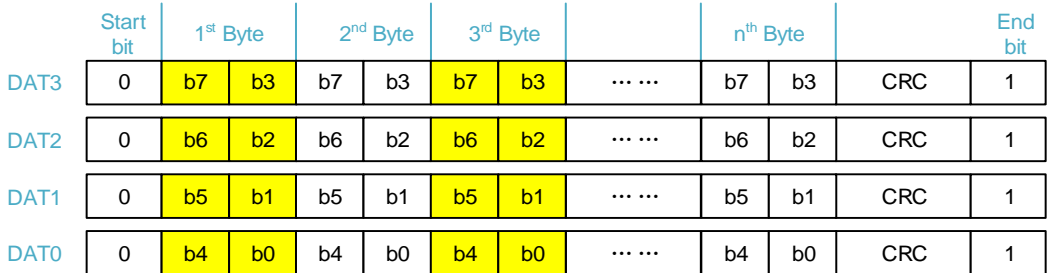 Start bit 1st Byte 2nd Byte 3rd Byte nth Byte End bit
DAT3 0 b7 b3 b7 b3 b7 b3 ... ... b7 b3 CRC 1
DAT2 0 b6 b2 b6 b2 b6 b2 ... ... b6 b2 CRC 1
DAT1 0 b5 b1 b5 b1 b5 b1 ... ... b5 b1 CRC 1
DAT0 0 b4 b0 b4 b0 b4 b0 ... ... b4 b0 CRC 1